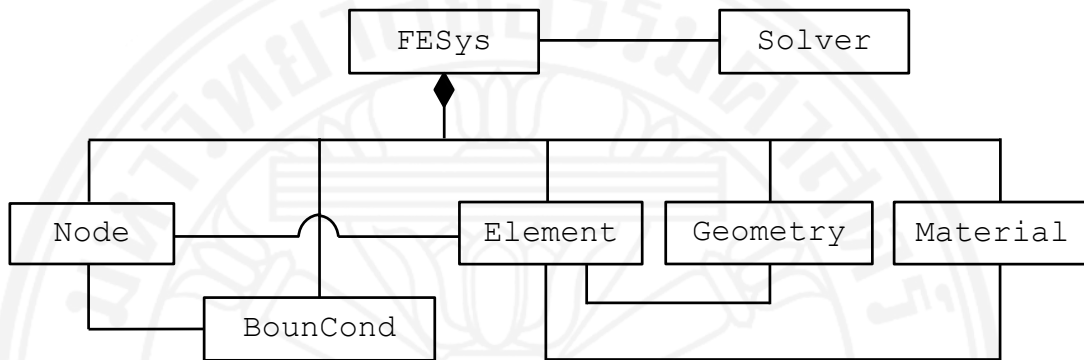 FESys
Solver
Node
Element
Geometry
Material
BounCond